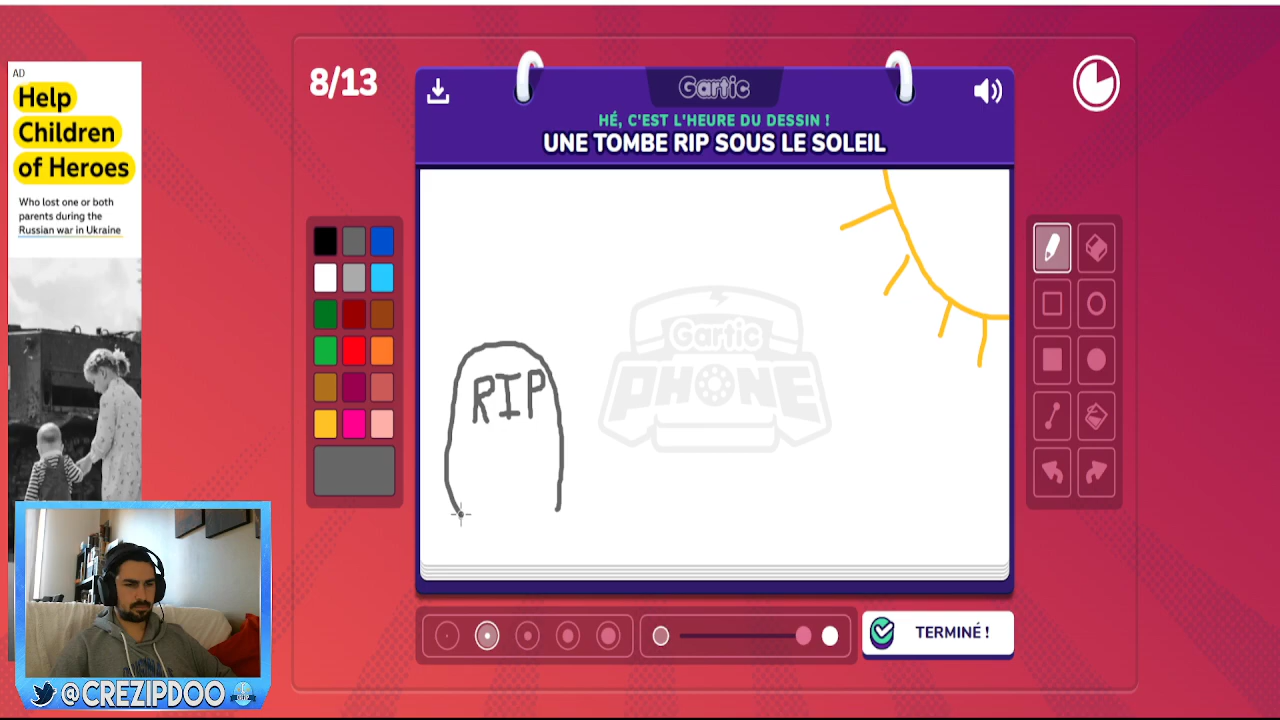 AD
Help
Children
of Heroes
Who lost one or both
parents during the
Russian war in Ukraine
8/13
Gartic
HÉ, C'EST L'HEURE DU DESSIN !
UNE TOMBE RIP SOUS LE SOLEIL
RIP
Gartic
PHONE
TERMINÉ !
@CREZIPDOO